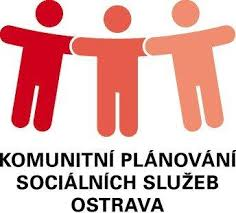 KOMUNITNÍ PLÁNOVÁNÍ
SOCIÁLNÍCH SLUŽEB
OSTRAVA